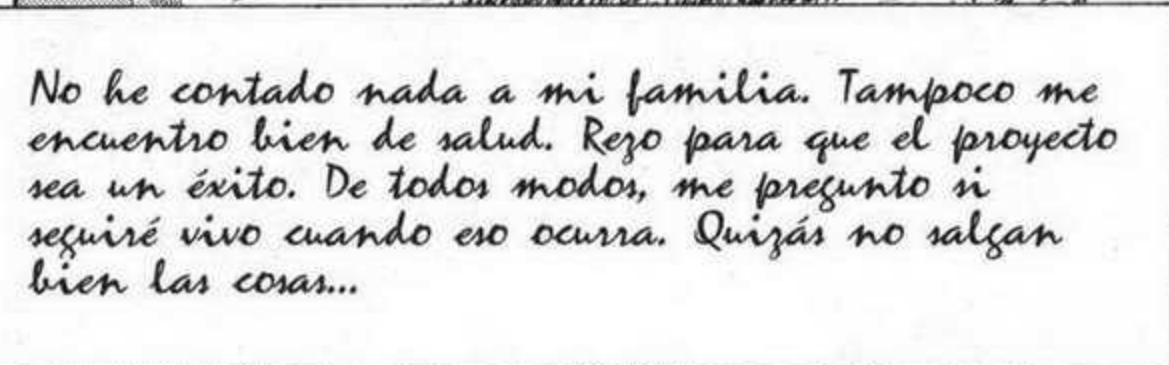 No he contado nada a mi familia. Tampoco me
encuentro bien de salud. Rezo para que el proyecto
sea un éxito. De todos modos, me pregunto si
seguiré vivo cuando eso ocurra. Quizás no salgan
bien las cosas...